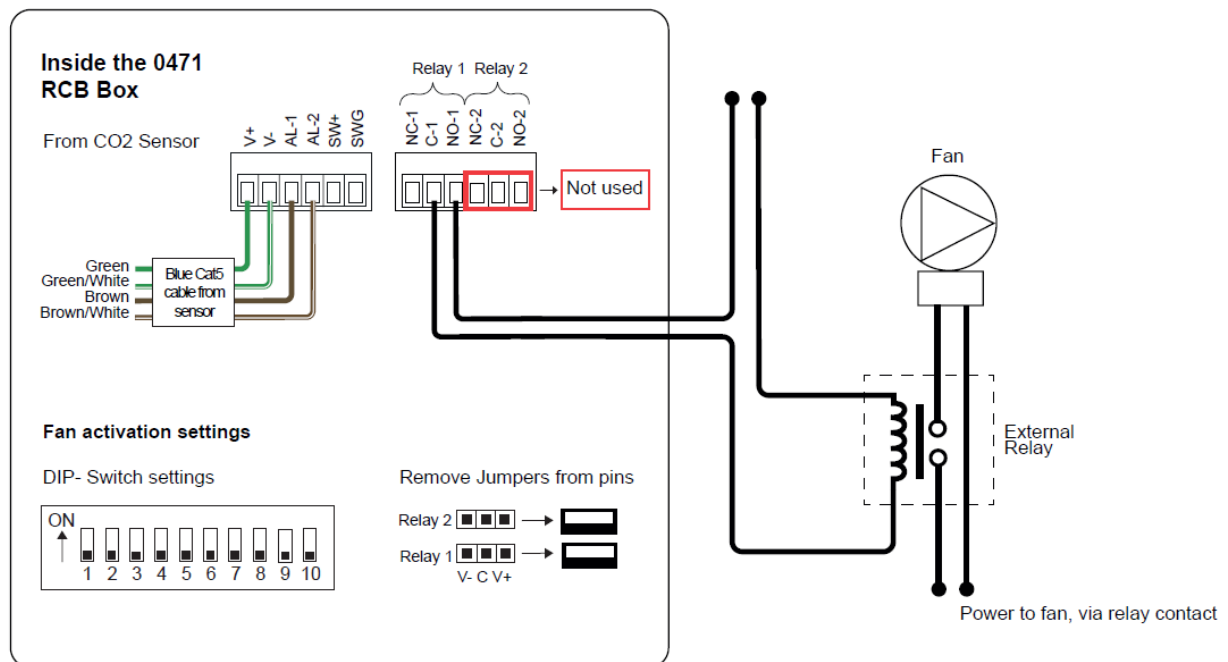 Inside the 0471
RCB Box
From CO2 Sensor
V+
V-
AL-1
AL-2
SW+
SWG
Relay 1 Relay 2
NC-1
C-1
NO-1
NC-2
C-2
NO-2
Not used
Green
Green/White
Brown
Brown/White
Blue Cat5
cable from
sensor
Fan
External
Relay
Fan activation settings
DIP- Switch settings
ON
1 2 3 4 5 6 7 8 9 10
Remove Jumpers from pins
Relay 2
Relay 1
V- C V+
Power to fan, via relay contact